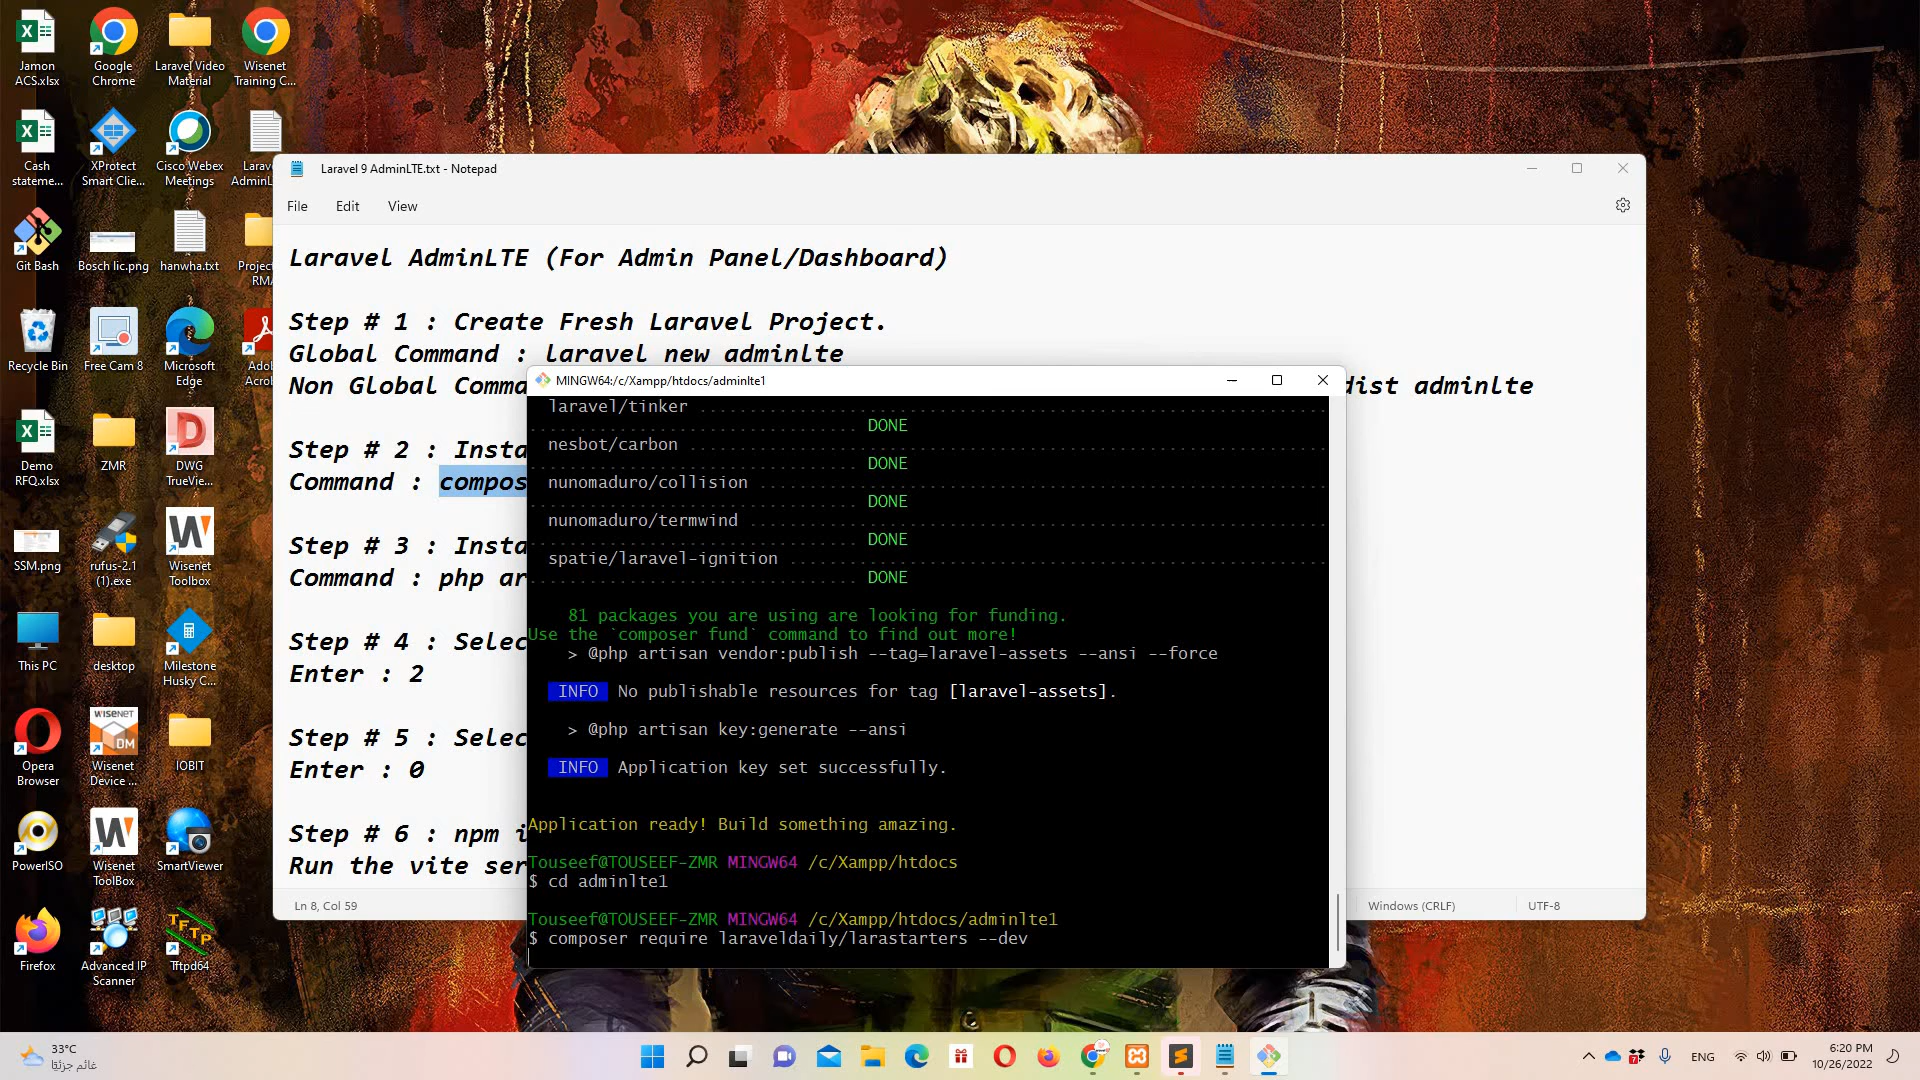 Jamon
ACS.xlsx
Google
Chrome
Laravel Video
Material
Wisenet
Training C...
Cash
stateme...
XProtect
Smart Clie...
Cisco Webex
Meetings
Larav
AdminL
Git Bash
Bosch lic.png
hanwha.txt
Project
RMA
Recycle Bin
Free Cam 8
Microsoft
Edge
Adob
Acrob
Demo
RFQ.xlsx
ZMR
DWG
TrueVie...
SSM.png
rufus-2.1
(1).exe
Wisenet
Toolbox
This PC
desktop
Milestone
Husky C...
Opera
Browser
WISENET
DM
Wisenet
Device ...
IOBIT
PowerISO
Wisenet
ToolBox
SmartViewer
Firefox
Advanced IP
Scanner
TFTP
Tftpd64
Laravel 9 AdminLTE.txt - Notepad
File Edit View
Laravel AdminLTE (For Admin Panel/Dashboard)
Step # 1 : Create Fresh Laravel Project.
Global Command : laravel new adminlte
Non Global Comma dist adminlte
Step # 2 : Insta
Command : compos
Step # 3 : Insta
Command : php ar
Step # 4 : Selec
Enter : 2
Step # 5 : Selec
Enter : 0
Step # 6 : npm i
Run the vite ser
Ln 8, Col 59
Windows (CRLF)
UTF-8
MINGW64:/c/Xampp/htdocs/adminlte1
laravel/tinker
DONE
nesbot/carbon
DONE
nunomaduro/collision
DONE
nunomaduro/termwind
DONE
spatie/laravel-ignition
DONE
81 packages you are using are looking for funding.
Use the `composer fund` command to find out more!
> @php artisan vendor:publish --tag=laravel-assets --ansi --force
INFO No publishable resources for tag [laravel-assets].
> @php artisan key:generate --ansi
INFO Application key set successfully.
Application ready! Build something amazing.
Touseef@TOUSEEF-ZMR MINGW64 /c/Xampp/htdocs
$ cd adminlte1
Touseef@TOUSEEF-ZMR MINGW64 /c/Xampp/htdocs/adminlte1
$ composer require laraveldaily/larastarters --dev
33°C
غائم جزئيًا
ENG
6:20 PM
10/26/2022